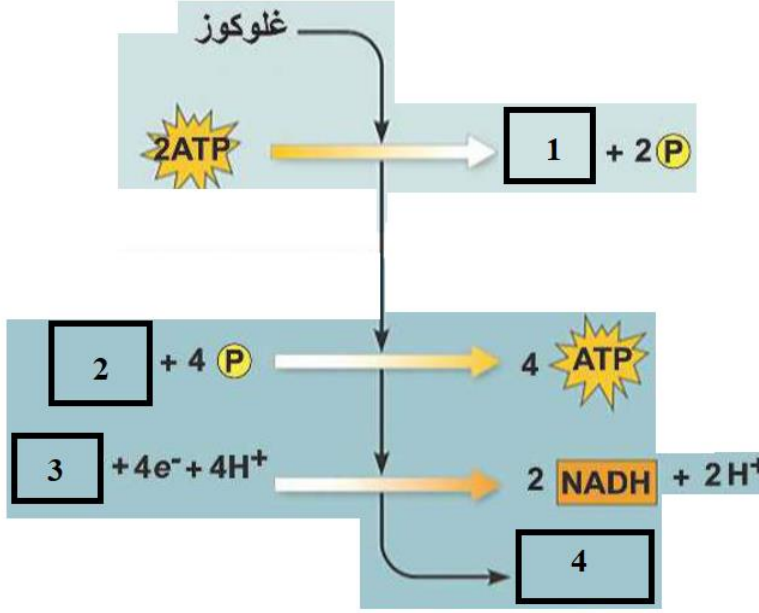 غلوكوز
2ATP
1 + 2 P
2 + 4 P
4 ATP
3 + 4e⁻ + 4H⁺
2 NADH + 2H⁺
4